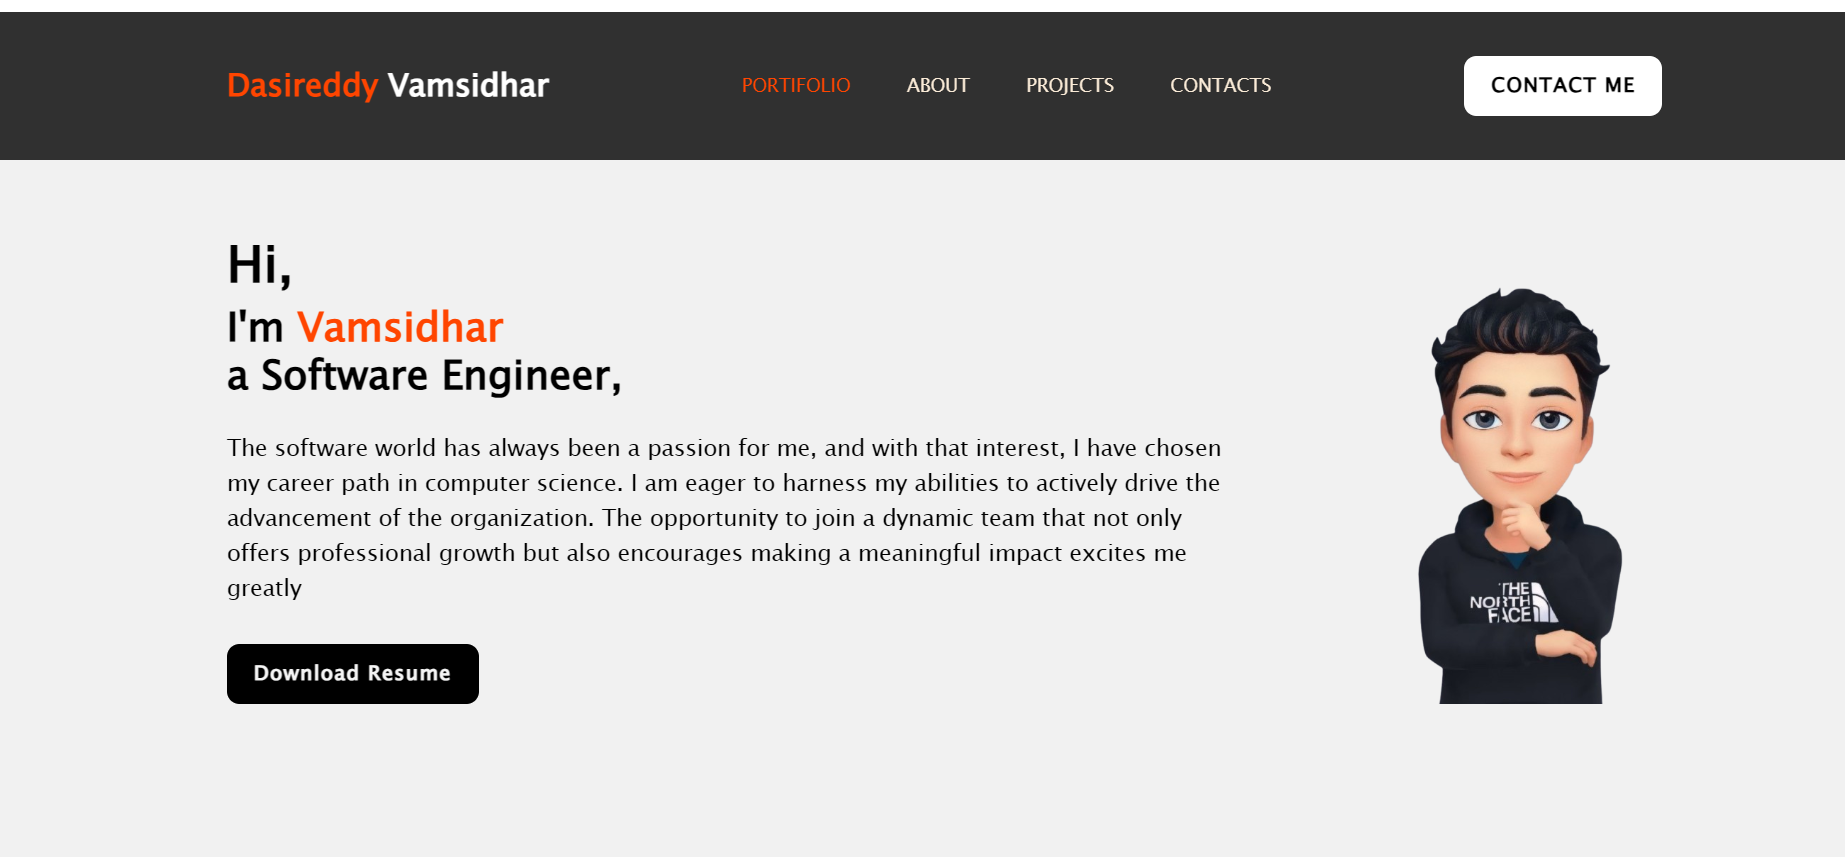 Dasireddy Vamsidhar
PORTIFOLIO
ABOUT
PROJECTS
CONTACTS
CONTACT ME
Hi,
I'm Vamsidhar
a Software Engineer,
The software world has always been a passion for me, and with that interest, I have chosen
my career path in computer science. I am eager to harness my abilities to actively drive the
advancement of the organization. The opportunity to join a dynamic team that not only
offers professional growth but also encourages making a meaningful impact excites me
greatly
Download Resume
THE
NORTH
FACE